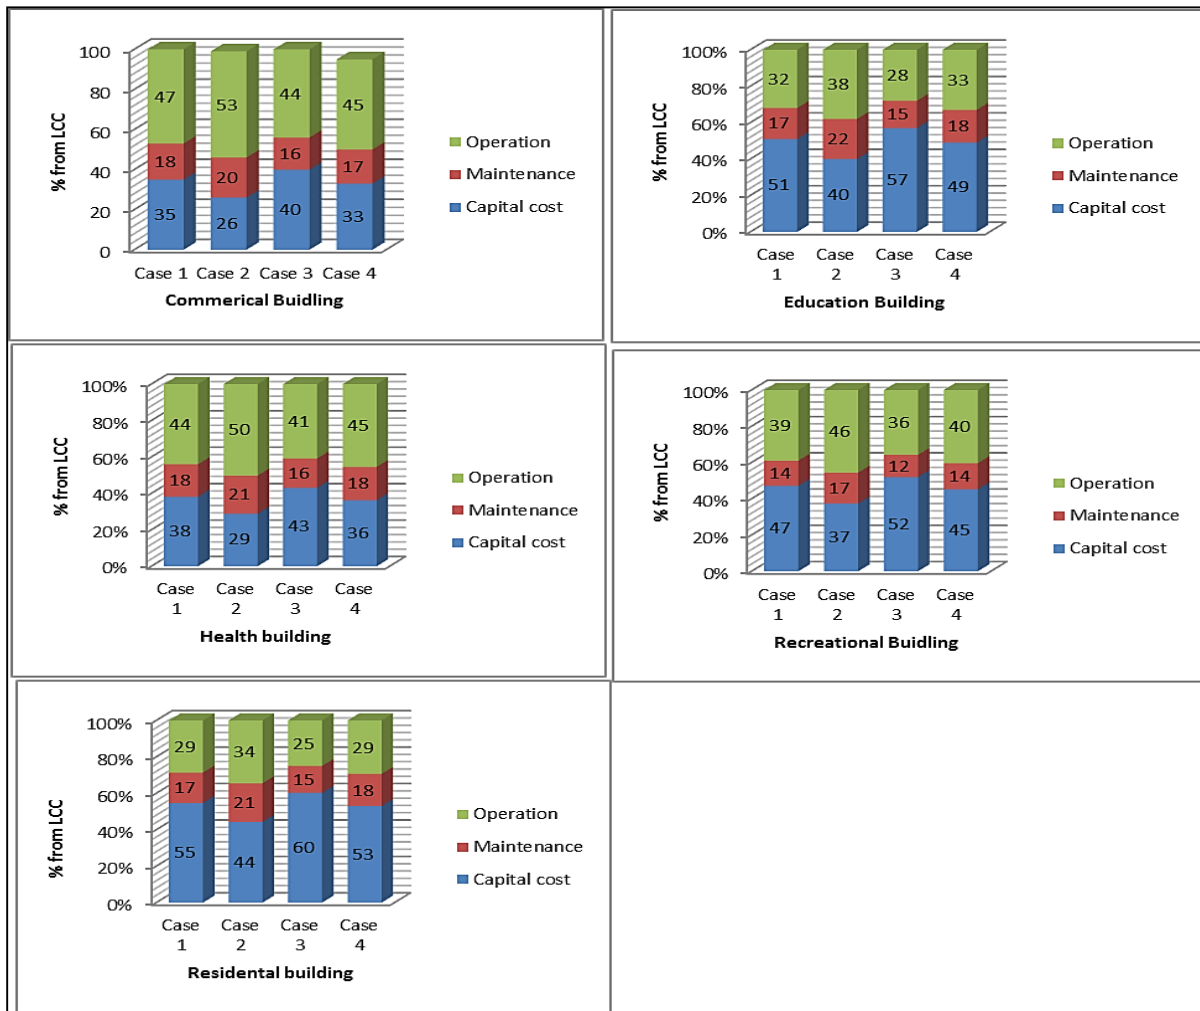 % from LCC
100
80
60
40
20
0
47 53 44 45
18 20 16 17
35 26 40 33
Case 1 Case 2 Case 3 Case 4
Commerical Buidling
Operation
Maintenance
Capital cost
% from LCC
100%
80%
60%
40%
20%
0%
32 38 28 33
17 22 15 18
51 40 57 49
Case Case Case Case
1 2 3 4
Education Building
Operation
Maintenance
Capital cost
% from LCC
100%
80%
60%
40%
20%
0%
44 50 41 45
18 21 16 18
38 29 43 36
Case Case Case Case
1 2 3 4
Health building
Operation
Maintenance
Capital cost
% from LCC
100%
80%
60%
40%
20%
0%
39 46 36 40
14 17 12 14
47 37 52 45
Case Case Case Case
1 2 3 4
Recreational Buidling
Operation
Maintenance
Capital cost
% from LCC
100%
80%
60%
40%
20%
0%
29 34 25 29
17 21 15 18
55 44 60 53
Case Case Case Case
1 2 3 4
Residental building
Operation
Maintenance
Capital cost